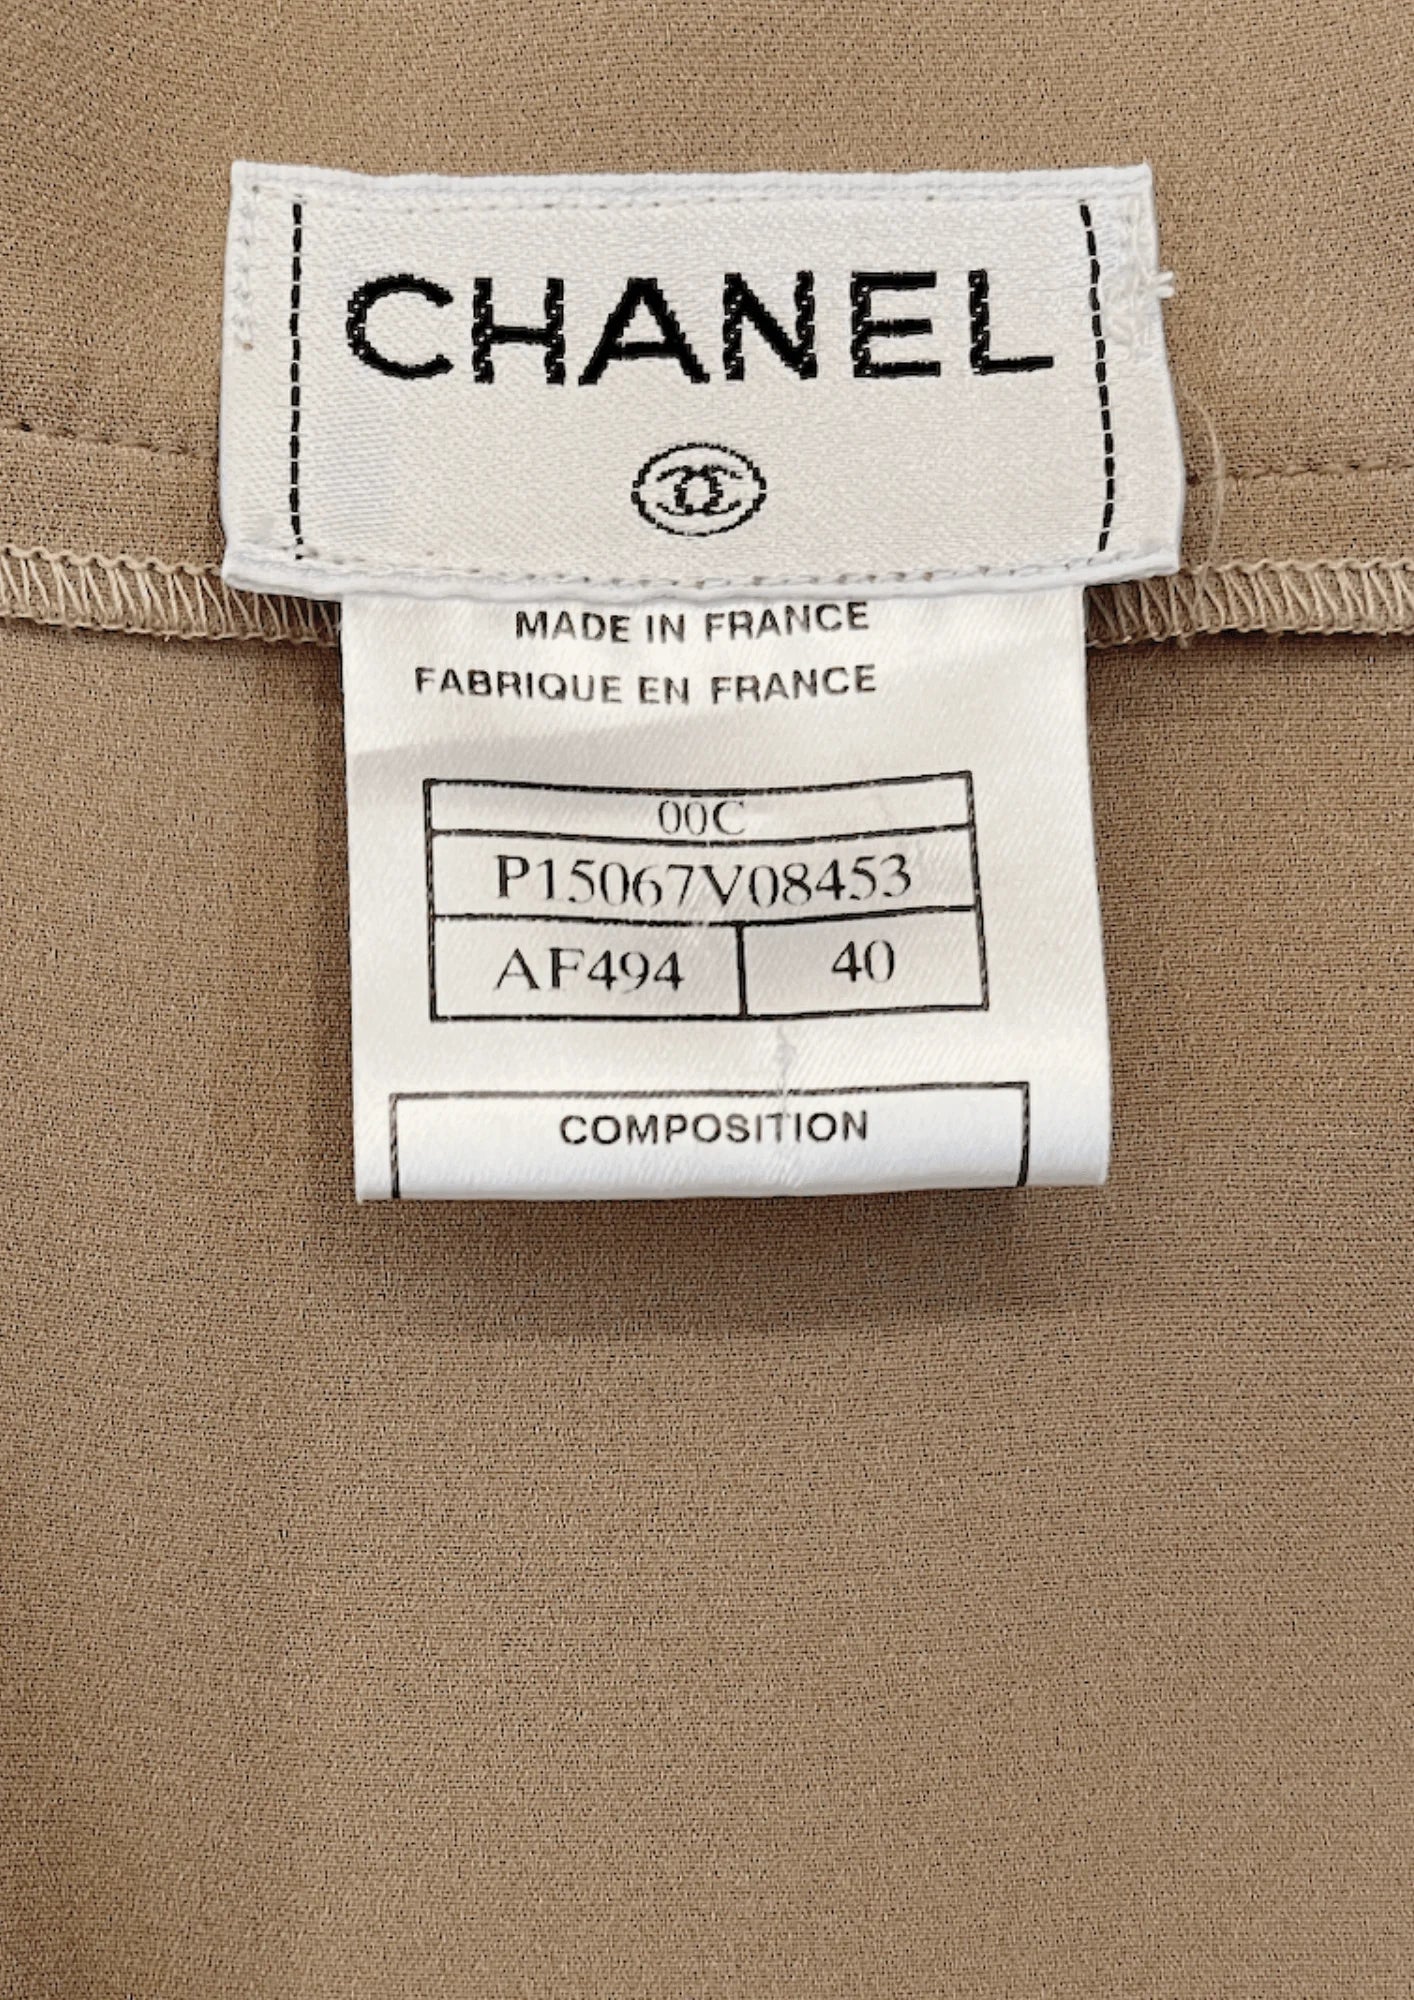 CHANEL
MADE IN FRANCE
FABRIQUE EN FRANCE
00C
P15067V08453
AF494 40
COMPOSITION